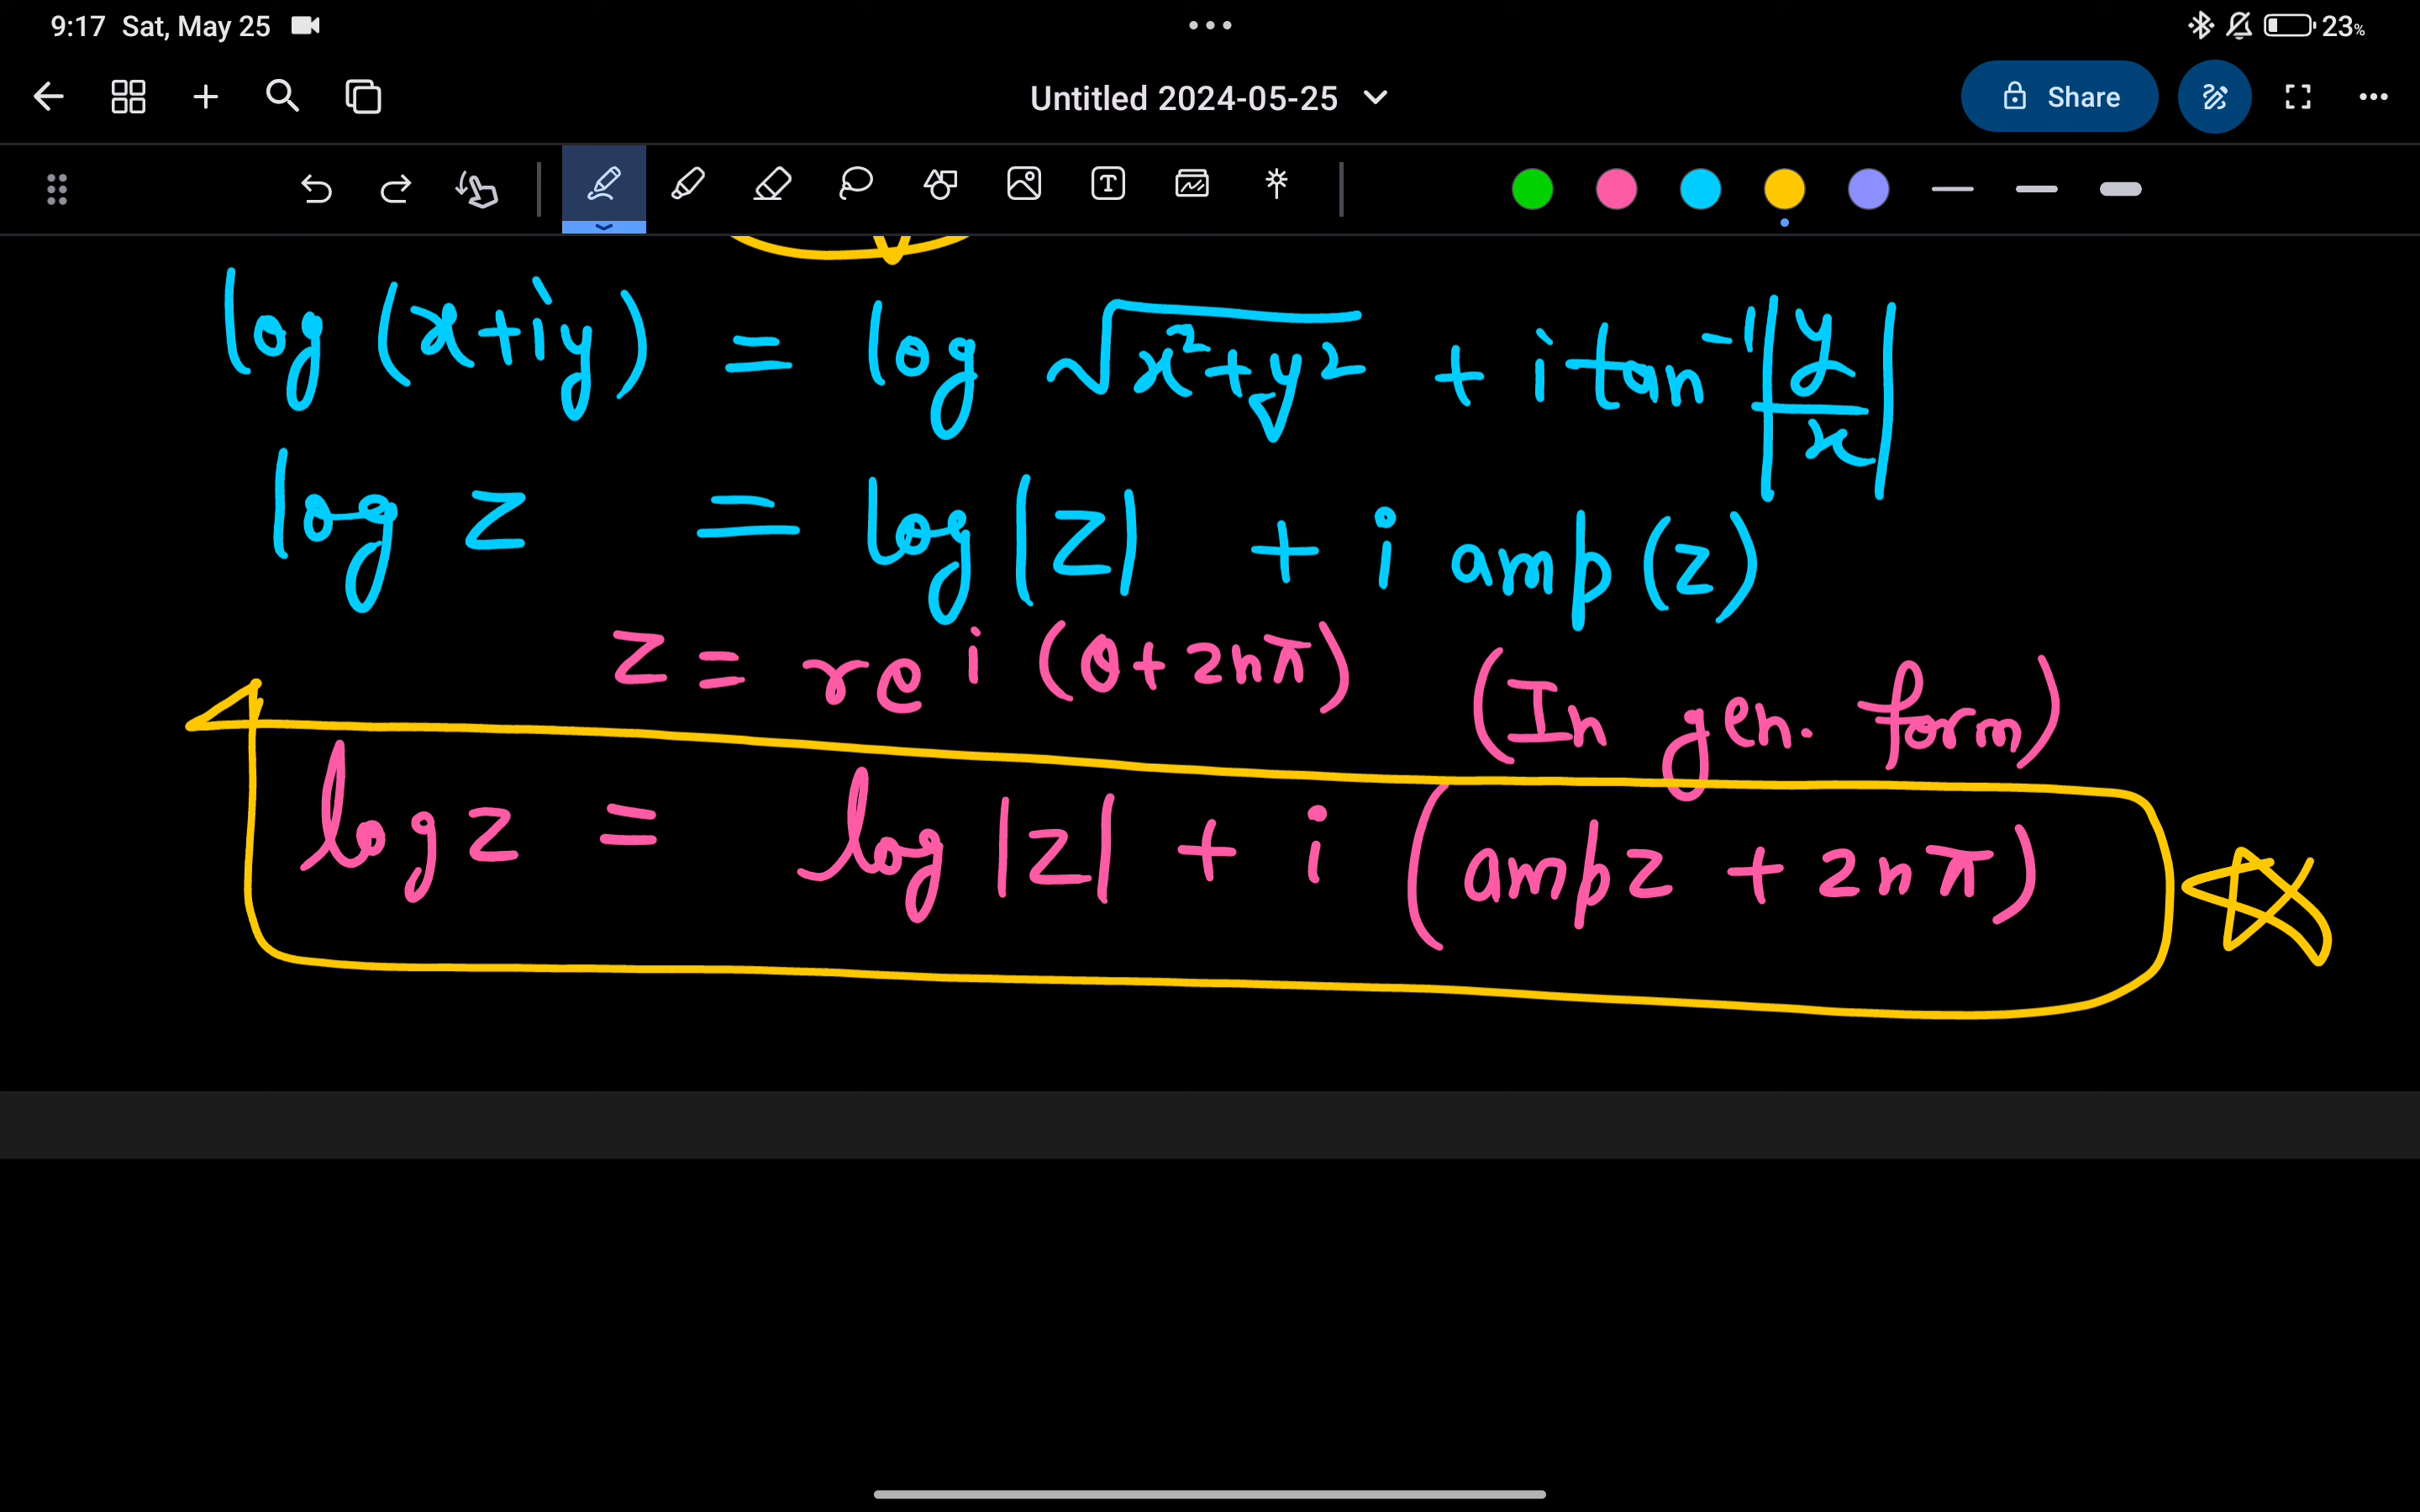 9:17 Sat, May 25 23%
Untitled 2024-05-25 Share
log (x+iy) = log √(x²+y²) + i tan⁻¹|y/x|
log z = log|z| + i amp(z)
z = re^i(θ+2nπ) (In gen. form)
log z = log|z| + i (amp z + 2nπ)